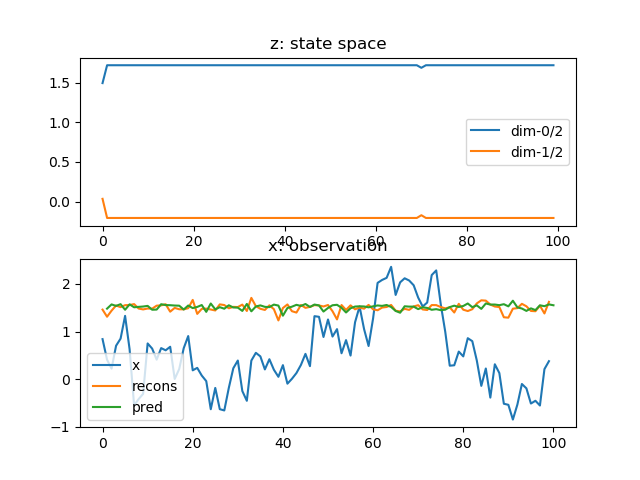 z: state space
1.5
1.0
0.5
0.0
dim-0/2
dim-1/2
0 20 40 60 80 100
x: observation
2
1
0
−1
x
recons
pred
0 20 40 60 80 100